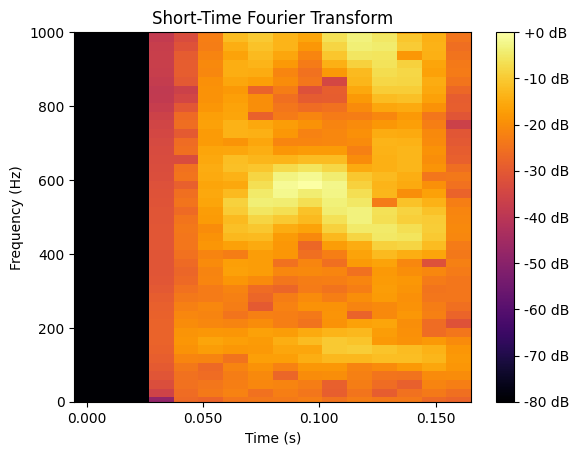 Short-Time Fourier Transform
Frequency (Hz)
1000
800
600
400
200
0
0.000
0.050
0.100
0.150
Time (s)
+0 dB
-10 dB
-20 dB
-30 dB
-40 dB
-50 dB
-60 dB
-70 dB
-80 dB